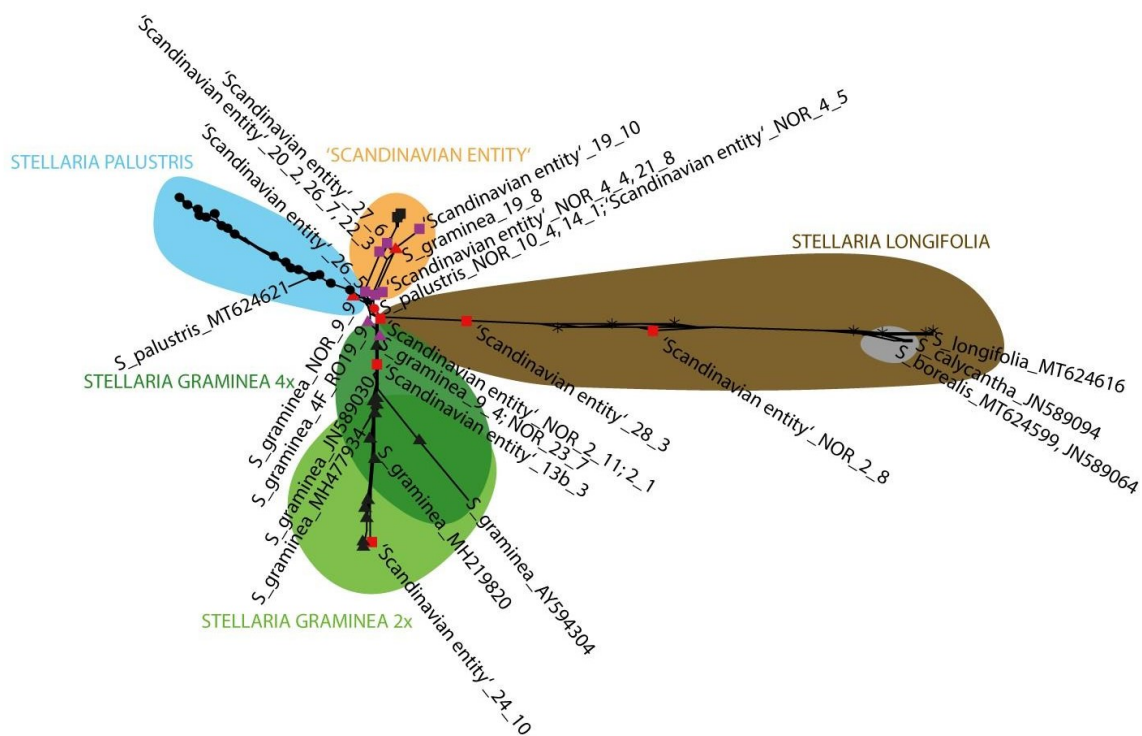 'Scandinavian entity'_20_2, 26_7, 22_3
'Scandinavian entity'_27_6
'Scandinavian entity'_26_5
STELLARIA PALUSTRIS
'SCANDINAVIAN ENTITY'
'Scandinavian entity'_19_10
S_graminea_19_8
'Scandinavian entity'_NOR_4_4, 21_8
S_palustris_NOR_10_4, 14_1; 'Scandinavian entity'_NOR_4_5
STELLARIA LONGIFOLIA
S_palustris_MT624621
STELLARIA GRAMINEA 4x
S_graminea_NOR_9_9
S_graminea_4F_RO19_9
S_graminea_JN589030
S_graminea_MH477934
'Scandinavian entity'_28_3
'Scandinavian entity'_NOR_2_8
'Scandinavian entity'_NOR_2_11;2_1
S_graminea_9_4; NOR_23_7
'Scandinavian entity'_13b_3
S_longifolia_MT624616
S_calycantha_JN589094
S_borealis_MT624599, JN589064
S_graminea_AY594304
S_graminea_MH219820
'Scandinavian entity'_24_10
STELLARIA GRAMINEA 2x